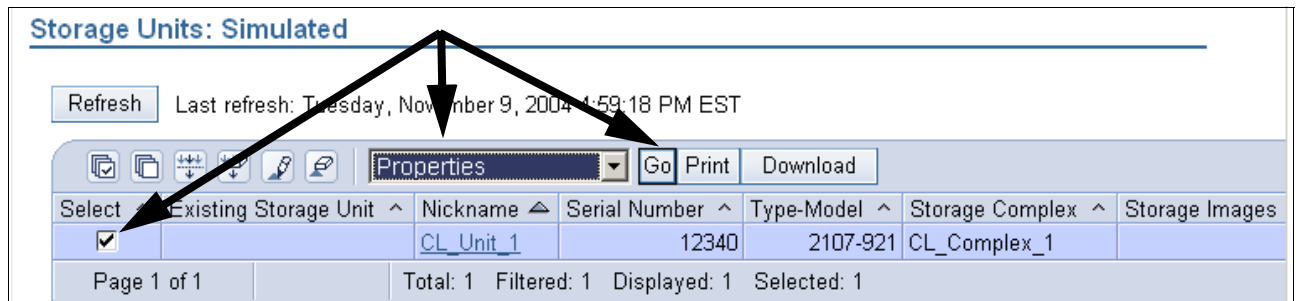 Storage Units: Simulated
Refresh Last refresh: Tuesday, November 9, 2004 4:59:18 PM EST
Properties Go Print Download
Select ^ Existing Storage Unit ^ Nickname Serial Number ^ Type-Model ^ Storage Complex ^ Storage Images
CL_Unit_1 12340 2107-921 CL_Complex_1
Page 1 of 1 Total: 1 Filtered: 1 Displayed: 1 Selected: 1